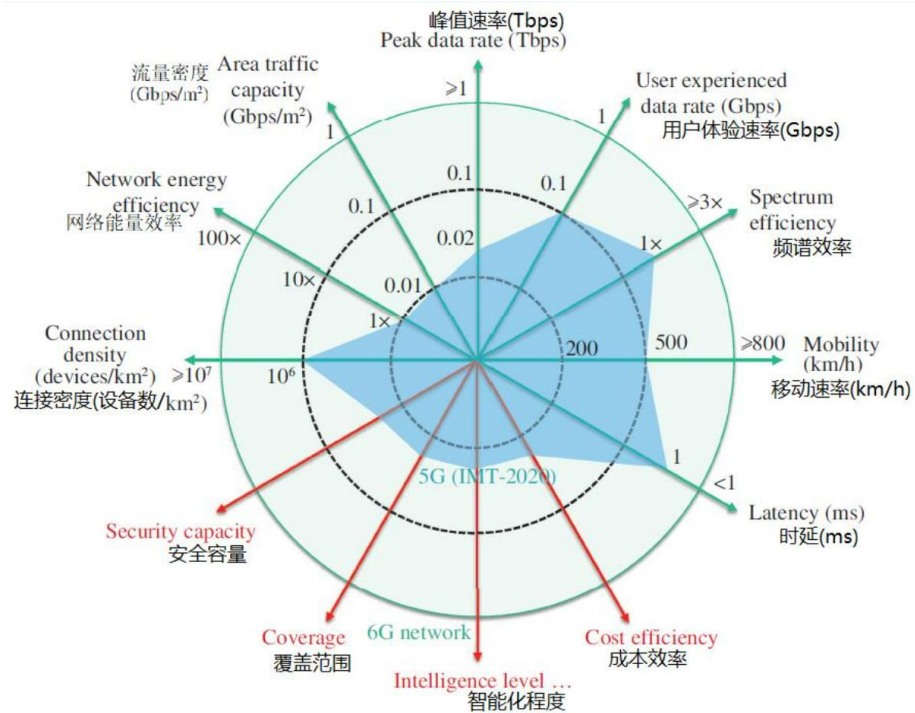 峰值速率(Tbps)
Peak data rate (Tbps)
流量密度
(Gbps/m²)
Area traffic
capacity
(Gbps/m²)
User experienced
data rate (Gbps)
用户体验速率(Gbps)
≥1
1
1
Network energy
efficiency
网络能量效率
100×
Spectrum
efficiency
频谱效率
≥3×
0.1
0.1
0.1
1×
10×
0.02
0.01
1×
Connection
density
(devices/km²)
连接密度(设备数/km²)
≥10⁷
10⁶
200
500
≥800
Mobility
(km/h)
移动速率(km/h)
1
<1
Latency (ms)
时延(ms)
5G (IMT-2020)
Security capacity
安全容量
Coverage
覆盖范围
6G network
Intelligence level ...
智能化程度
Cost efficiency
成本效率